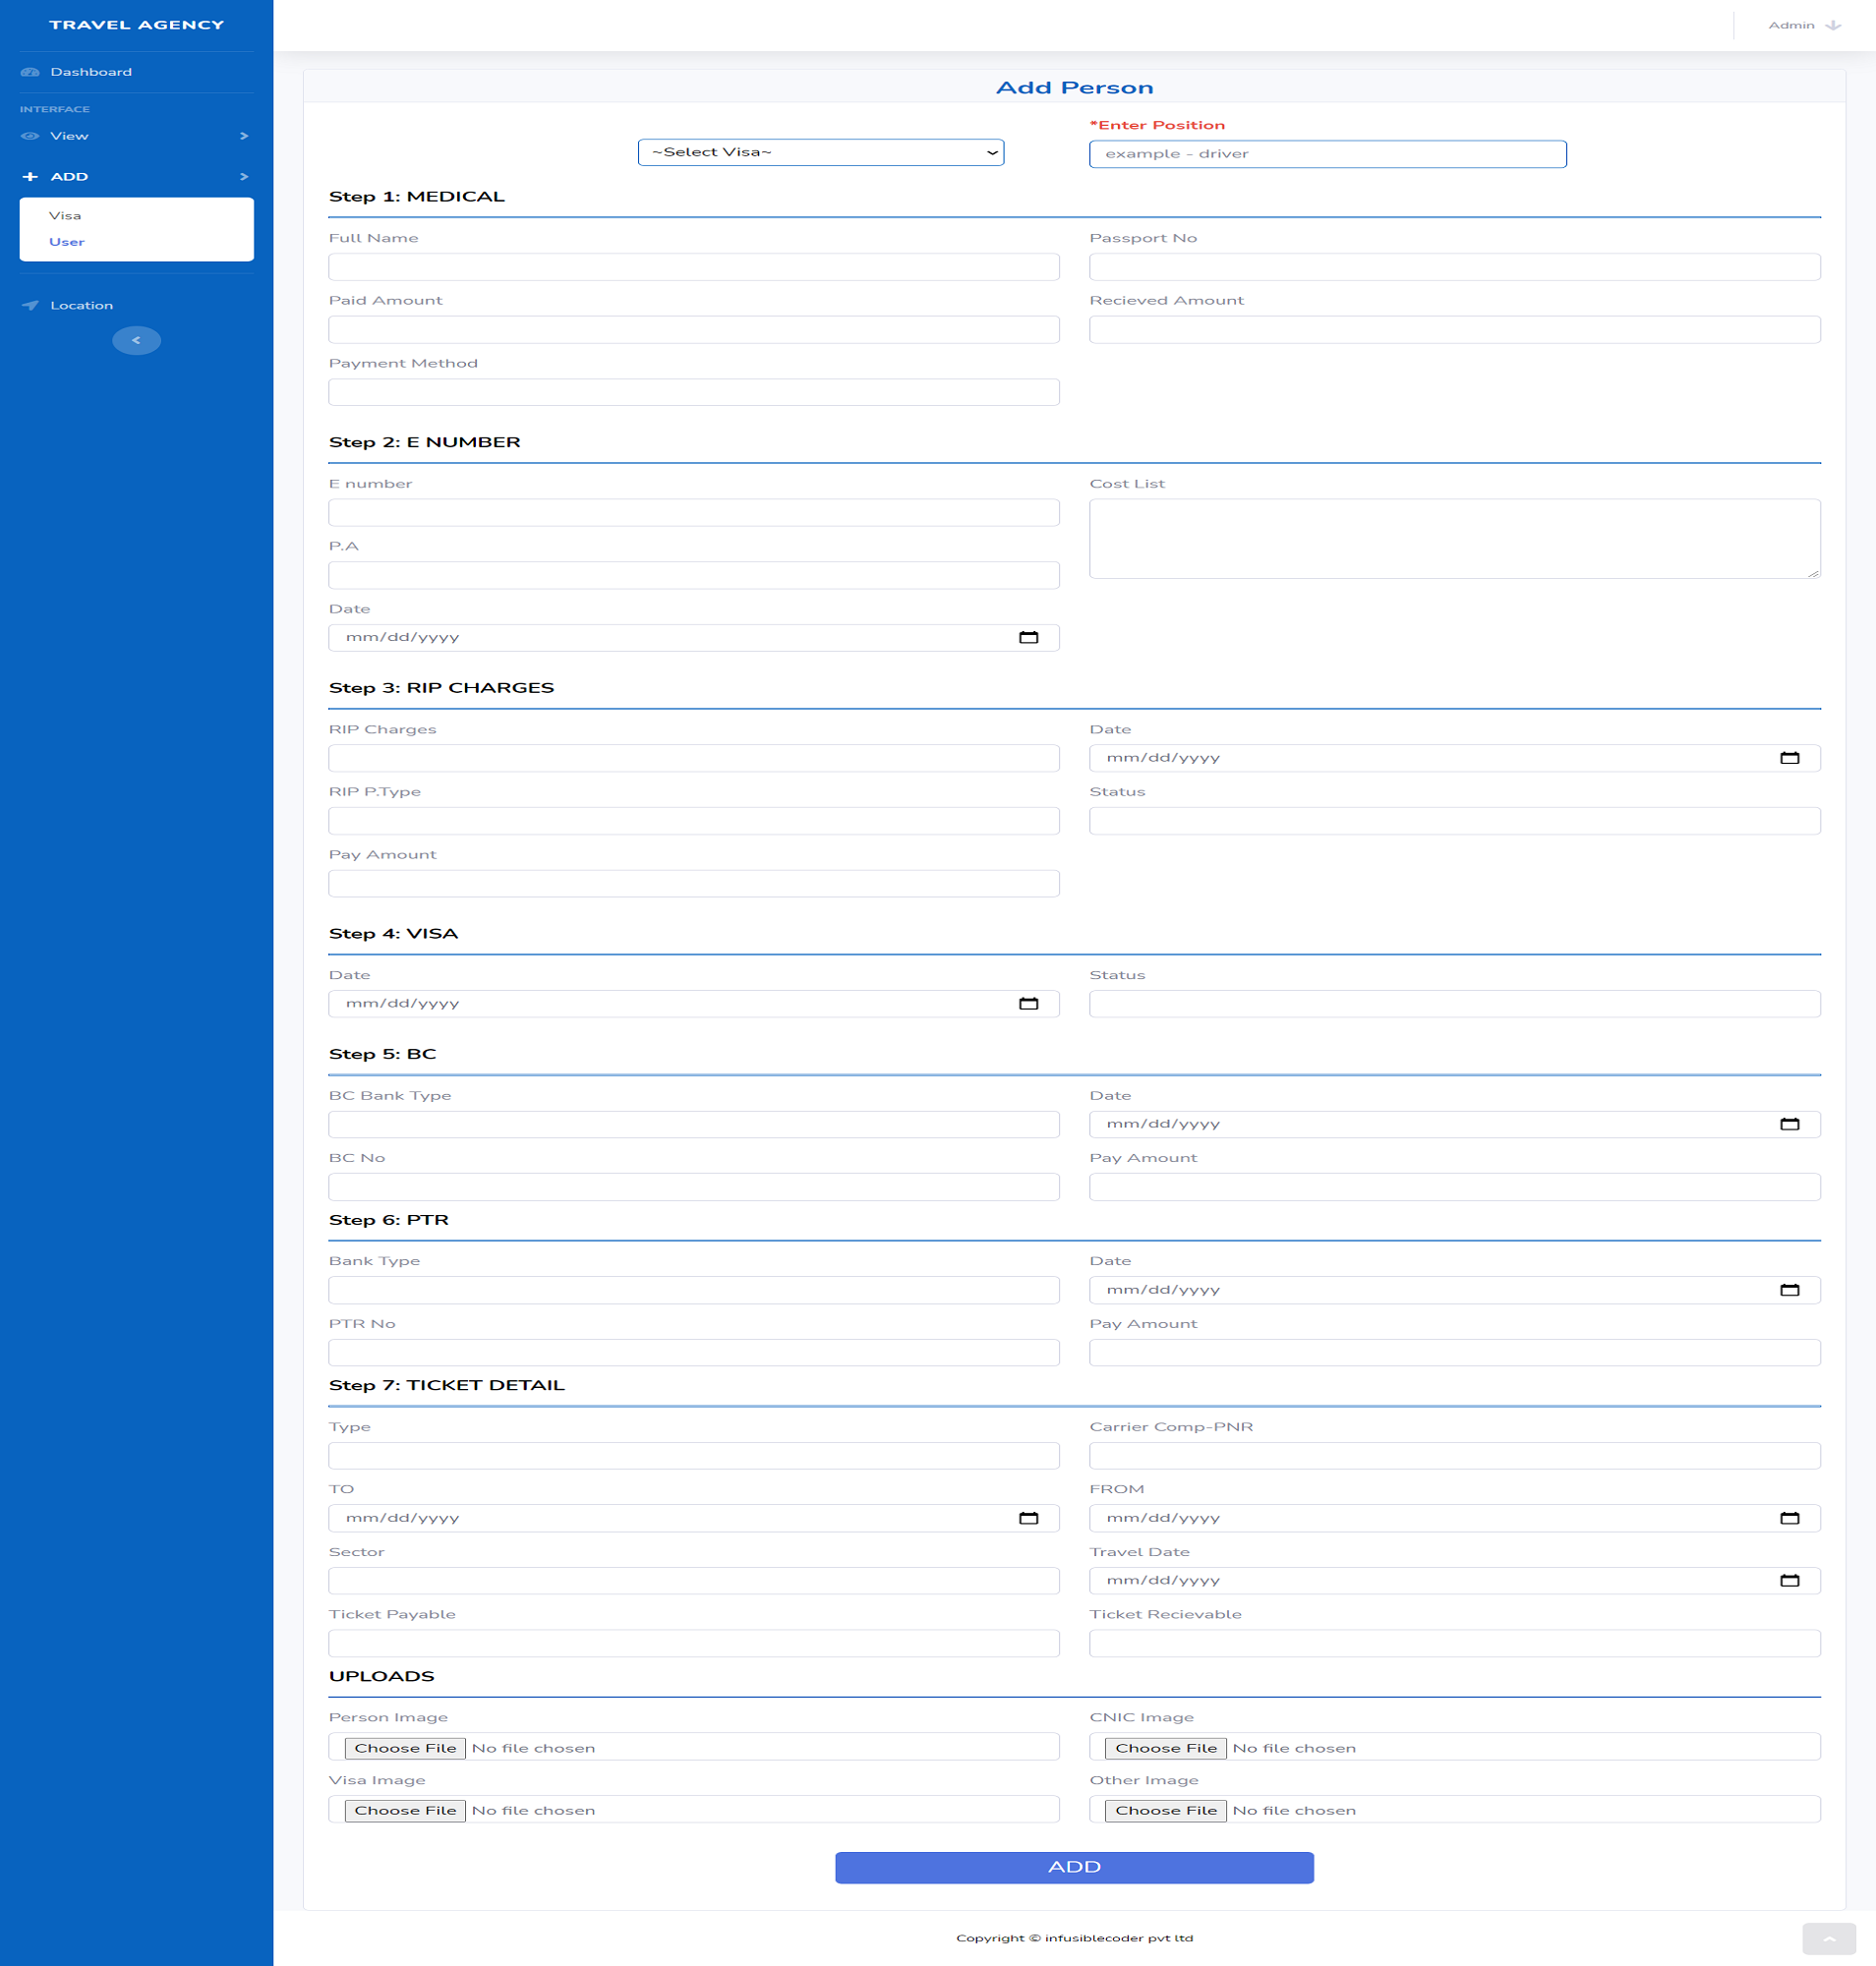 TRAVEL AGENCY
Dashboard
INTERFACE
View
ADD
Visa
User
Location
Admin
Add Person
*Enter Position
~Select Visa~
example - driver
Step 1: MEDICAL
Full Name Passport No
Paid Amount Recieved Amount
Payment Method
Step 2: E NUMBER
E number Cost List
P.A
Date
mm/dd/yyyy
Step 3: RIP CHARGES
RIP Charges Date
mm/dd/yyyy
RIP P.Type Status
Pay Amount
Step 4: VISA
Date Status
mm/dd/yyyy
Step 5: BC
BC Bank Type Date
mm/dd/yyyy
BC No Pay Amount
Step 6: PTR
Bank Type Date
mm/dd/yyyy
PTR No Pay Amount
Step 7: TICKET DETAIL
Type Carrier Comp-PNR
TO FROM
mm/dd/yyyy mm/dd/yyyy
Sector Travel Date
mm/dd/yyyy
Ticket Payable Ticket Recievable
UPLOADS
Person Image CNIC Image
Choose File No file chosen Choose File No file chosen
Visa Image Other Image
Choose File No file chosen Choose File No file chosen
ADD
Copyright © infusiblecoder pvt ltd